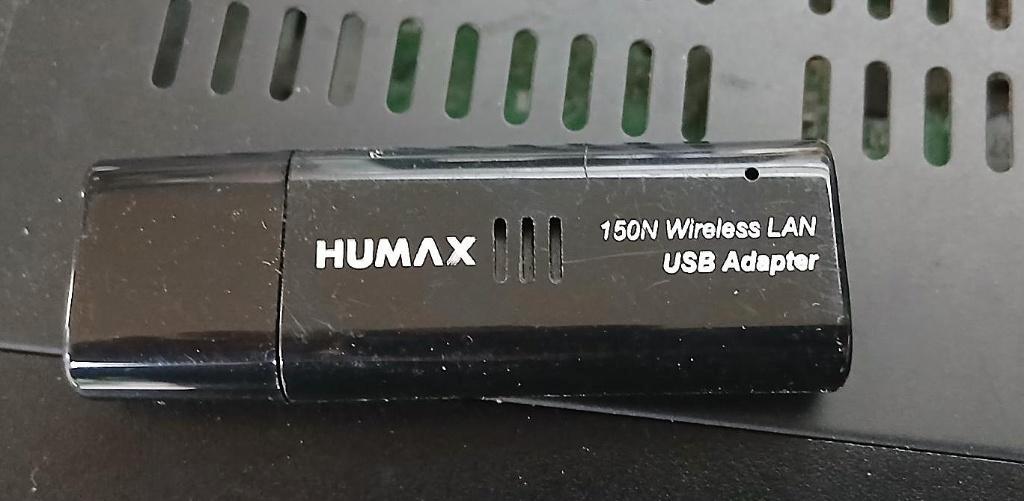 HUMAX
150N Wireless LAN
USB Adapter